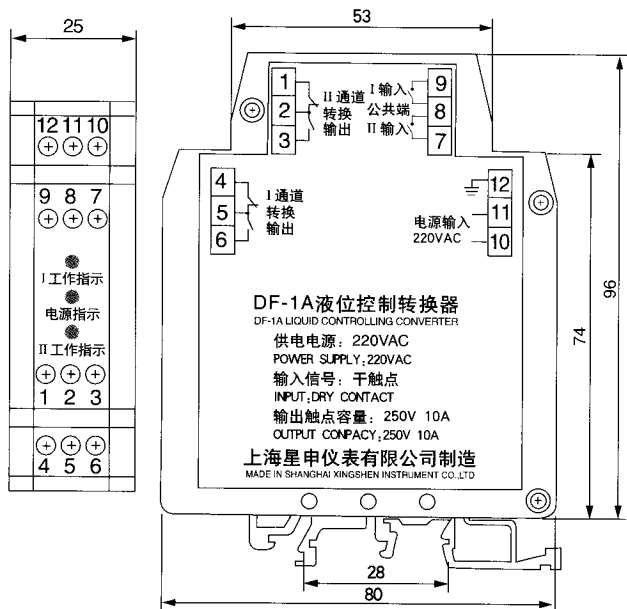 25
53
12 11 10
9 8 7
I 工作指示
电源指示
II 工作指示
1 2 3
4 5 6
1
2
3
II 通道
转换
输出
I 输入
公共端
II 输入
9
8
7
4
5
6
I 通道
转换
输出
12
11
10
电源输入
220VAC
DF-1A液位控制转换器
DF-1A LIQUID CONTROLLING CONVERTER
供电电源：220VAC
POWER SUPPLY;220VAC
输入信号：干触点
INPUT;DRY CONTACT
输出触点容量：250V 10A
OUTPUT CONPACY;250V 10A
上海星申仪表有限公司制造
MADE IN SHANGHAI XINGSHEN INSTRUMENT CO.,LTD
74
96
28
80